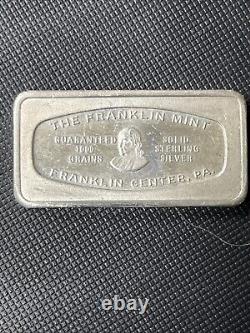 THE FRANKLIN MINT
GUARANTEED SOLID
1000 STERLING
GRAINS SILVER
FRANKLIN CENTER, PA.